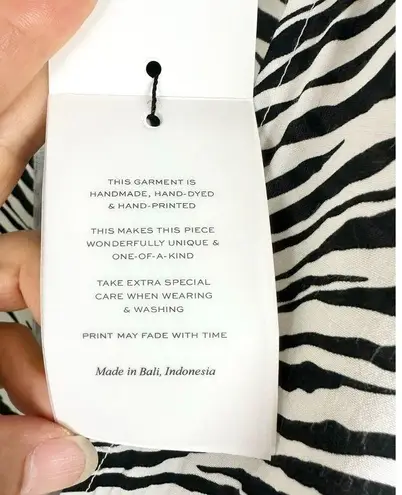 THIS GARMENT IS
HANDMADE, HAND-DYED
& HAND-PRINTED
THIS MAKES THIS PIECE
WONDERFULLY UNIQUE &
ONE-OF-A-KIND
TAKE EXTRA SPECIAL
CARE WHEN WEARING
& WASHING
PRINT MAY FADE WITH TIME
Made in Bali, Indonesia